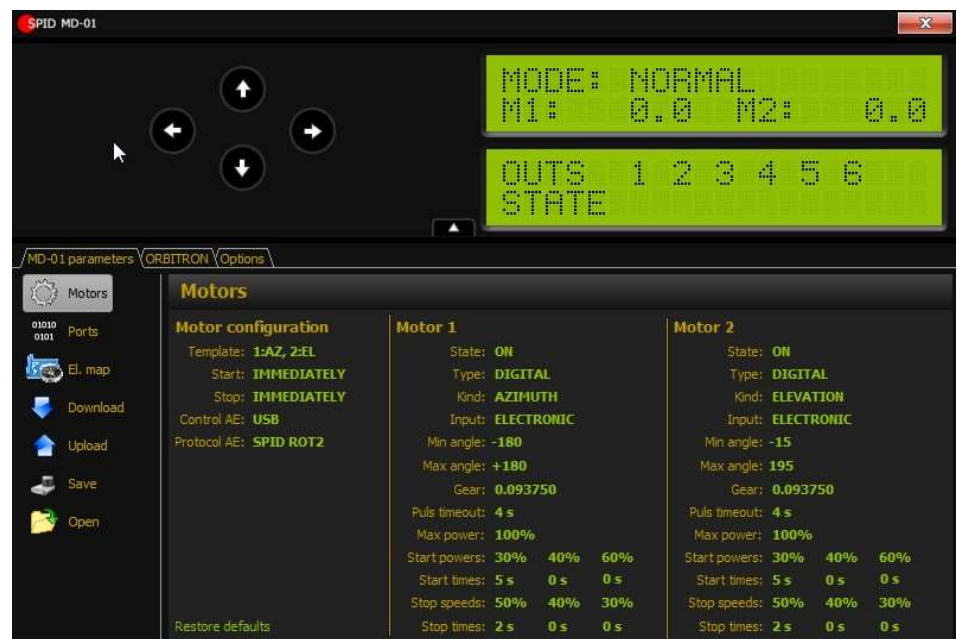 SPID MD-01
MODE: NORMAL
M1: 0.0 M2: 0.0
OUTS 1 2 3 4 5 6
STATE
MD-01 parameters ORBITRON Options
Motors
01010
0101
Ports
El. map
Download
Upload
Save
Open
Motors
Motor configuration
Template: 1:AZ, 2:EL
Start: IMMEDIATELY
Stop: IMMEDIATELY
Control AE: USB
Protocol AE: SPID ROT2
Restore defaults
Motor 1
State: ON
Type: DIGITAL
Kind: AZIMUTH
Input: ELECTRONIC
Min angle: -180
Max angle: +180
Gear: 0.093750
Puls timeout: 4 s
Max power: 100%
Start powers: 30% 40% 60%
Start times: 5 s 0 s 0 s
Stop speeds: 50% 40% 30%
Stop times: 2 s 0 s 0 s
Motor 2
State: ON
Type: DIGITAL
Kind: ELEVATION
Input: ELECTRONIC
Min angle: -15
Max angle: 195
Gear: 0.093750
Puls timeout: 4 s
Max power: 100%
Start powers: 30% 40% 60%
Start times: 5 s 0 s 0 s
Stop speeds: 50% 40% 30%
Stop times: 2 s 0 s 0 s